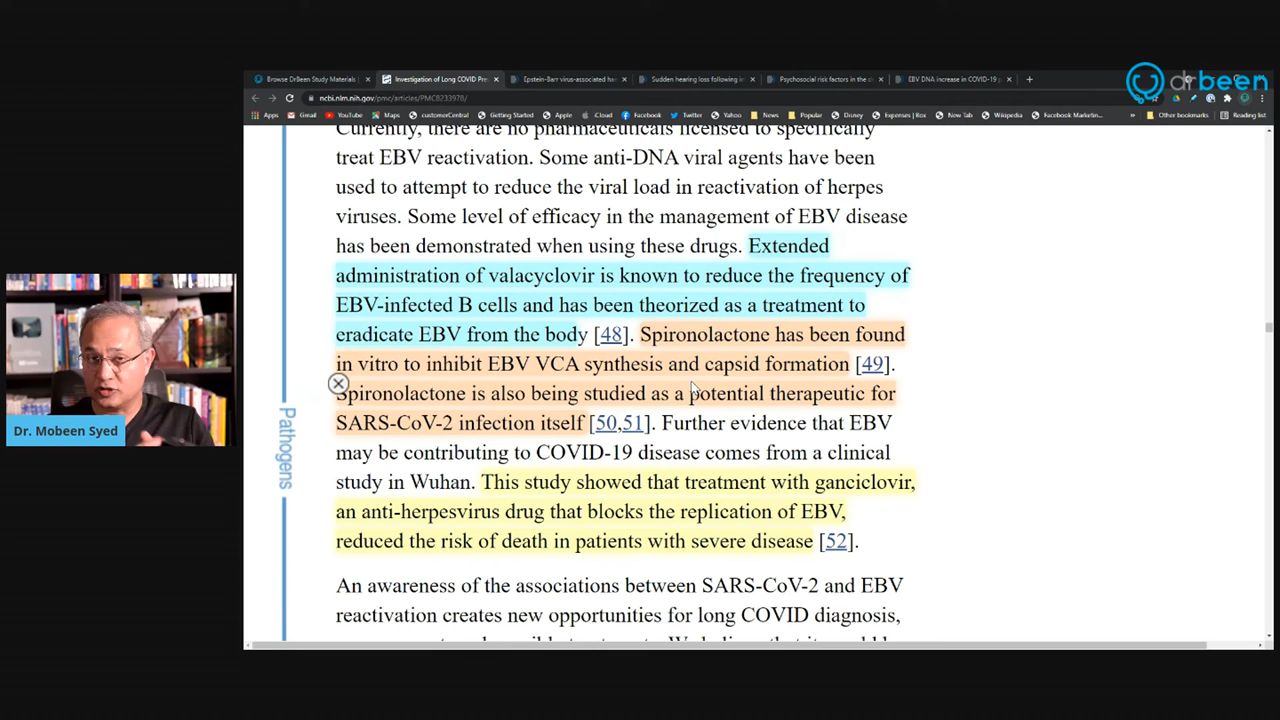 Browse DrBeen Study Materials
Investigation of Long COVID Pre
Epstein-Barr virus-associated ha
Sudden hearing loss following in
Psychosocial risk factors in the c
EBV DNA increase in COVID-19 p
drbeen
ncbi.nlm.nih.gov/pmc/articles/PMC8233978/
Apps Gmail YouTube Maps customerCentral Getting Started Apple iCloud Facebook Twitter Yahoo News Popular Disney Expenses | Rox New Tab Wikipedia Facebook Marketin... Other bookmarks Reading list
Currently, there are no pharmaceuticals licensed to specifically
treat EBV reactivation. Some anti-DNA viral agents have been
used to attempt to reduce the viral load in reactivation of herpes
viruses. Some level of efficacy in the management of EBV disease
has been demonstrated when using these drugs. Extended
administration of valacyclovir is known to reduce the frequency of
EBV-infected B cells and has been theorized as a treatment to
eradicate EBV from the body [48]. Spironolactone has been found
in vitro to inhibit EBV VCA synthesis and capsid formation [49].
Spironolactone is also being studied as a potential therapeutic for
SARS-CoV-2 infection itself [50,51]. Further evidence that EBV
may be contributing to COVID-19 disease comes from a clinical
study in Wuhan. This study showed that treatment with ganciclovir,
an anti-herpesvirus drug that blocks the replication of EBV,
reduced the risk of death in patients with severe disease [52].
An awareness of the associations between SARS-CoV-2 and EBV
reactivation creates new opportunities for long COVID diagnosis,
Pathogens
Dr. Mobeen Syed